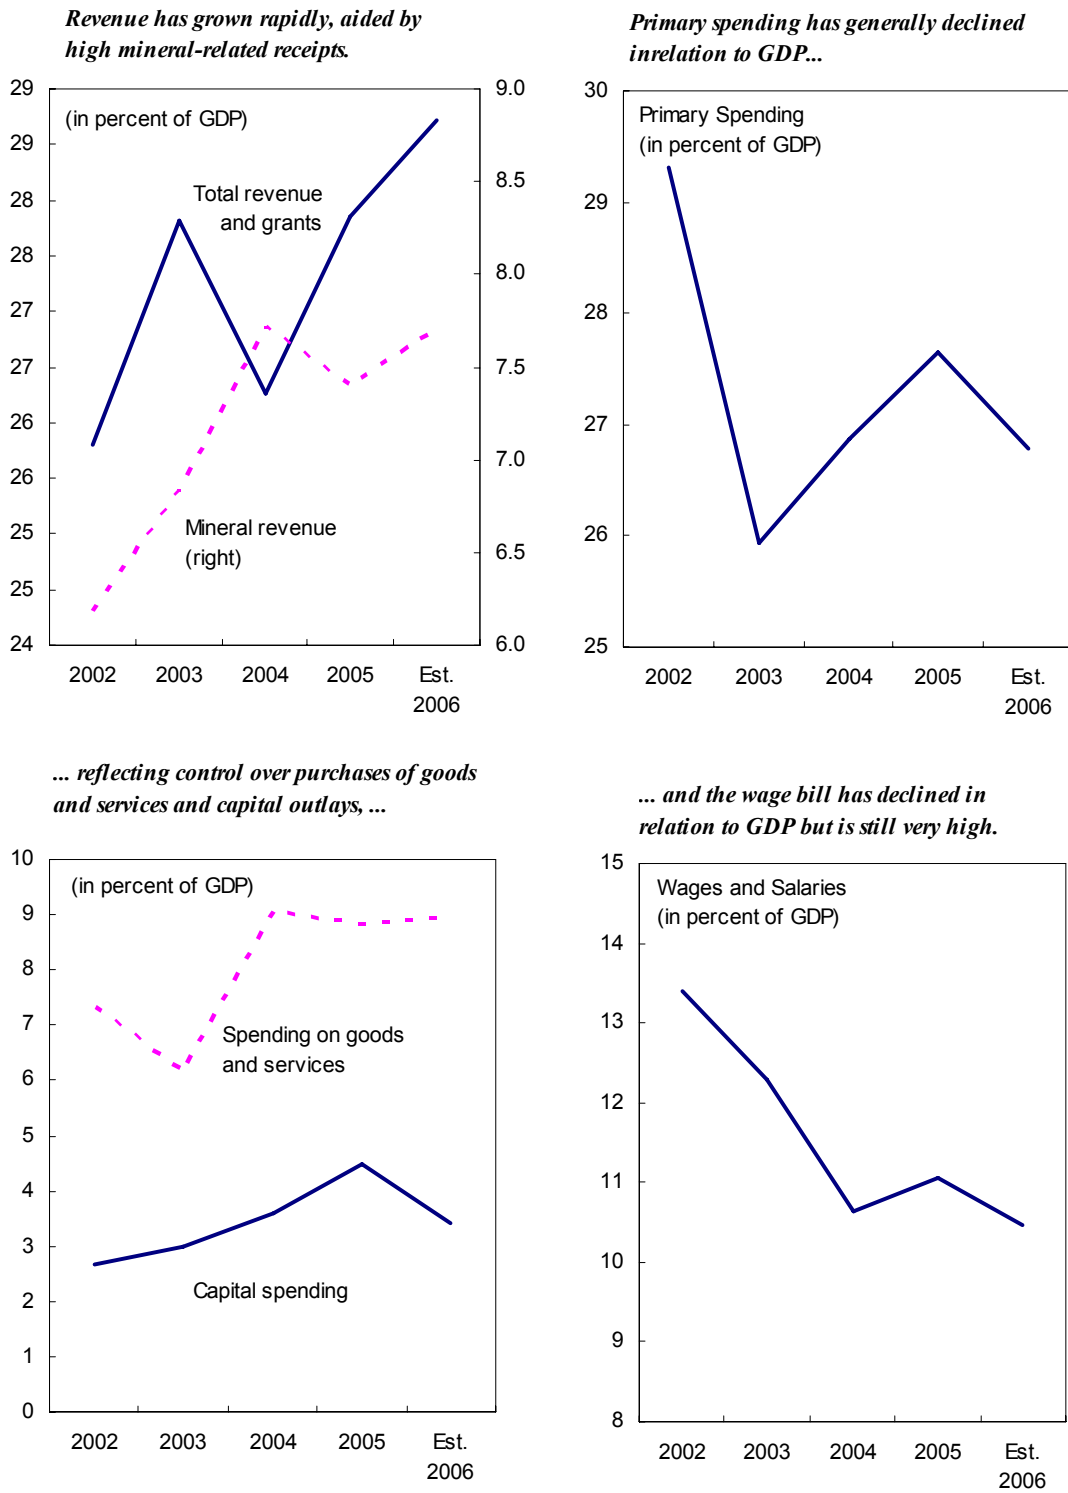 Revenue has grown rapidly, aided by
high mineral-related receipts.
29
29
28
28
27
27
26
26
25
25
24
(in percent of GDP)
Total revenue
and grants
Mineral revenue
(right)
9.0
8.5
8.0
7.5
7.0
6.5
6.0
2002
2003
2004
2005
Est.
2006
Primary spending has generally declined
inrelation to GDP...
30
29
28
27
26
25
Primary Spending
(in percent of GDP)
2002
2003
2004
2005
Est.
2006
... reflecting control over purchases of goods
and services and capital outlays, ...
10
9
8
7
6
5
4
3
2
1
0
(in percent of GDP)
Spending on goods
and services
Capital spending
2002
2003
2004
2005
Est.
2006
... and the wage bill has declined in
relation to GDP but is still very high.
15
14
13
12
11
10
9
8
Wages and Salaries
(in percent of GDP)
2002
2003
2004
2005
Est.
2006